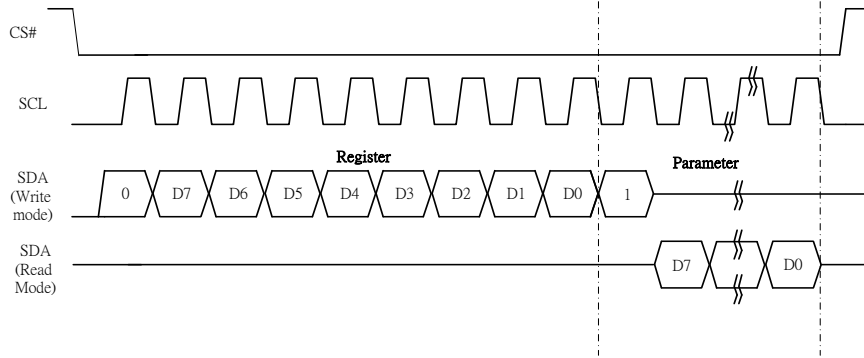 CS#
SCL
Register
Parameter
SDA
(Write
mode)
0 D7 D6 D5 D4 D3 D2 D1 D0 1
SDA
(Read
Mode)
D7 D0